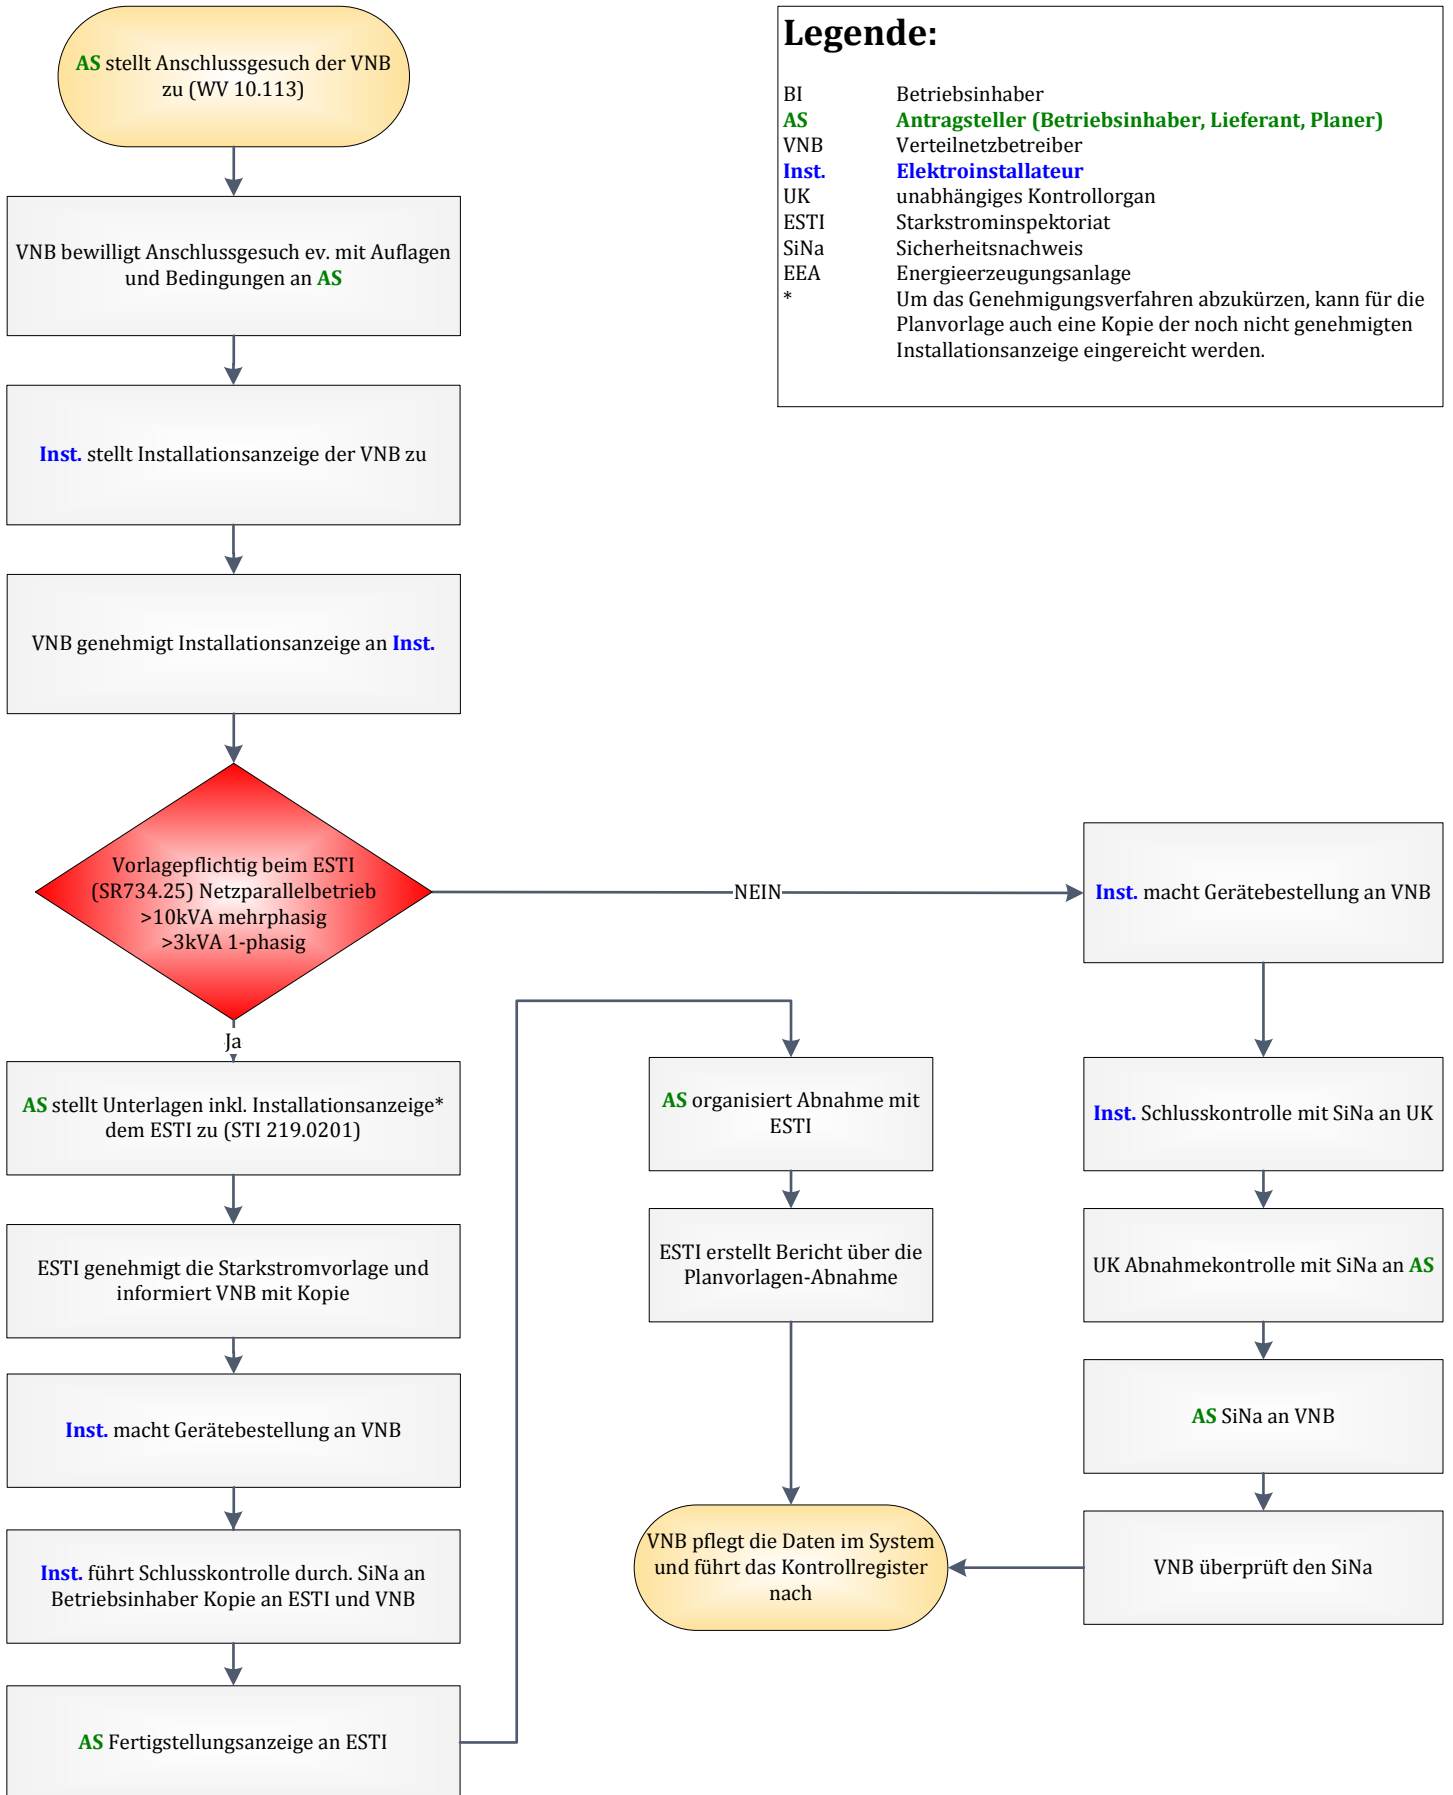 AS stellt Anschlussgesuch der VNB
zu (WV 10.113)
Legende:
BI Betriebsinhaber
AS Antragsteller (Betriebsinhaber, Lieferant, Planer)
VNB Verteilnetzbetreiber
Inst. Elektroinstallateur
UK unabhängiges Kontrollorgan
ESTI Starkstrominspektoriat
SiNa Sicherheitsnachweis
EEA Energieerzeugungsanlage
* Um das Genehmigungsverfahren abzukürzen, kann für die
Planvorlage auch eine Kopie der noch nicht genehmigten
Installationsanzeige eingereicht werden.
VNB bewilligt Anschlussgesuch ev. mit Auflagen
und Bedingungen an AS
Inst. stellt Installationsanzeige der VNB zu
VNB genehmigt Installationsanzeige an Inst.
Vorlagepflichtig beim ESTI
(SR734.25) Netzparallelbetrieb
>10kVA mehrphasig
>3kVA 1-phasig
NEIN
Ja
AS stellt Unterlagen inkl. Installationsanzeige*
dem ESTI zu (STI 219.0201)
ESTI genehmigt die Starkstromvorlage und
informiert VNB mit Kopie
Inst. macht Gerätebestellung an VNB
Inst. führt Schlusskontrolle durch. SiNa an
Betriebsinhaber Kopie an ESTI und VNB
AS Fertigstellungsanzeige an ESTI
AS organisiert Abnahme mit
ESTI
ESTI erstellt Bericht über die
Planvorlagen-Abnahme
VNB pflegt die Daten im System
und führt das Kontrollregister
nach
Inst. macht Gerätebestellung an VNB
Inst. Schlusskontrolle mit SiNa an UK
UK Abnahmekontrolle mit SiNa an AS
AS SiNa an VNB
VNB überprüft den SiNa